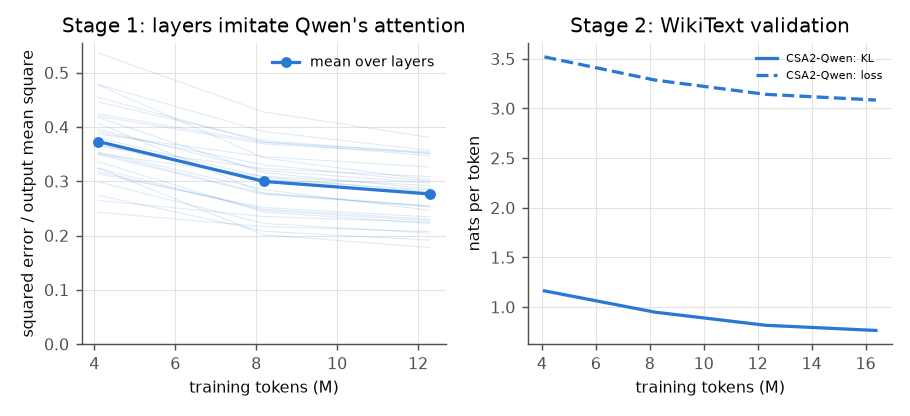 Stage 1: layers imitate Qwen's attention
squared error / output mean square
0.5
0.4
0.3
0.2
0.1
0.0
mean over layers
4
6
8
10
12
training tokens (M)
Stage 2: WikiText validation
nats per token
3.5
3.0
2.5
2.0
1.5
1.0
CSA2-Qwen: KL
CSA2-Qwen: loss
4
6
8
10
12
14
16
training tokens (M)